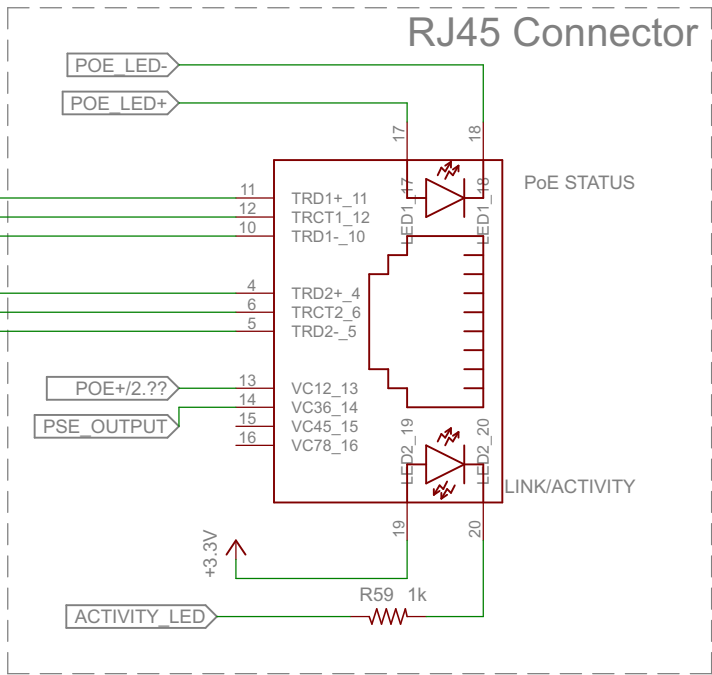 RJ45 Connector
POE_LED-
POE_LED+
17
18
PoE STATUS
LED1_17
LED1_18
11
TRD1+_11
12
TRCT1_12
10
TRD1-_10
4
TRD2+_4
6
TRCT2_6
5
TRD2-_5
POE+/2.??
13
VC12_13
PSE_OUTPUT
14
VC36_14
15
VC45_15
16
VC78_16
LED2_19
LED2_20
LINK/ACTIVITY
19
20
+3.3V
R59 1k
ACTIVITY_LED